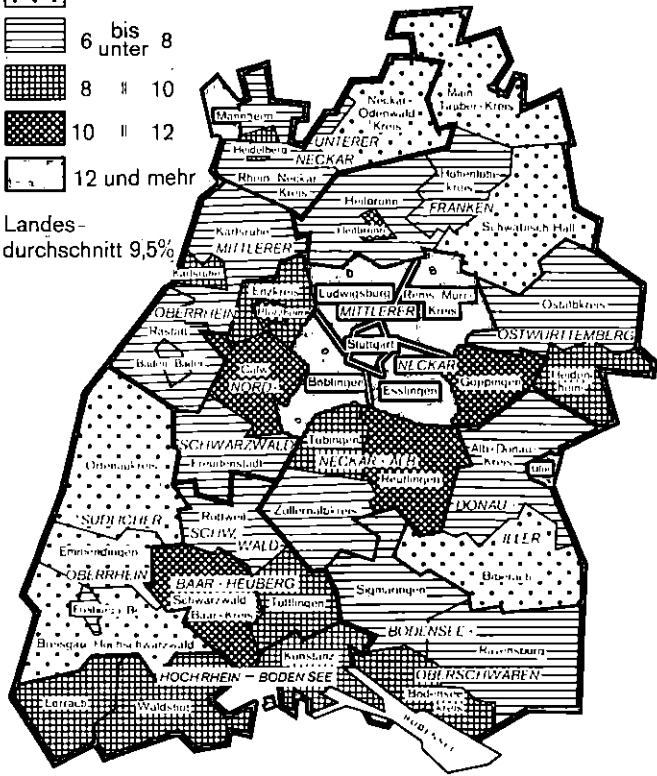 6 bis unter 8
8 " 10
10 " 12
12 und mehr
Landes-
durchschnitt 9,5%
Main-
Tauber-Kreis
Neckar-
Odenwald
Kreis
Mannheim
Heidelberg
UNTERER
NECKAR
Rhein-Neckar
Kreis
Hohenlohe
kreis
Heilbronn
FRANKEN
Heilbronn
Schwäbisch Hall
Karlsruhe
MITTLERER
Karlsruhe
Enzkreis
Pforzheim
Ludwigsburg
Rems-Murr-
Kreis
MITTLERER
Ostalbkreis
OBERRHEIN
OSTWÜRTTEMBERG
Rastatt
Stuttgart
Baden-Baden
Calw
NORD-
NECKAR
Böblingen
Esslingen
Göppingen
Heiden-
heim
SCHWARZWALD
Freudenstadt
Tübingen
NECKAR-ALB
Reutlingen
Alb-Donau-
Kreis
Ulm
Ortenaukreis
DONAU-
Zollernalbkreis
SÜDLICHER
Rottweil
SCHW.
WALD
ILLER
Emmendingen
OBERRHEIN
BAAR-HEUBERG
Biberach
Sigmaringen
Schwarzwald
Baar-Kreis
Tuttlingen
Freiburg i. Br.
BODENSEE-
Breisgau-Hochschwarzwald
Ravensburg
Konstanz
HOCHRHEIN - BODENSEE
OBERSCHWABEN
Lörrach
Waldshut
Bodensee
kreis
BODENSEE